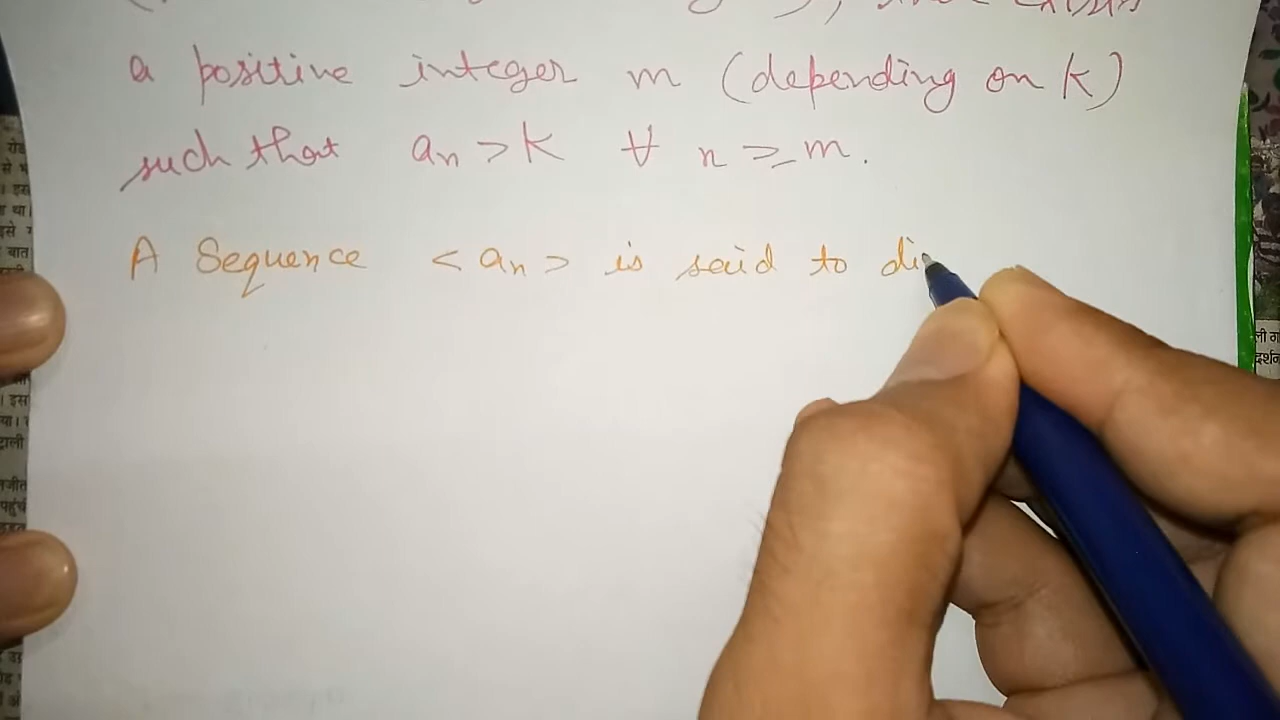 a positive integer m (depending on k)
such that aₙ > k ∀ n ≥ m.
A Sequence < aₙ > is said to di